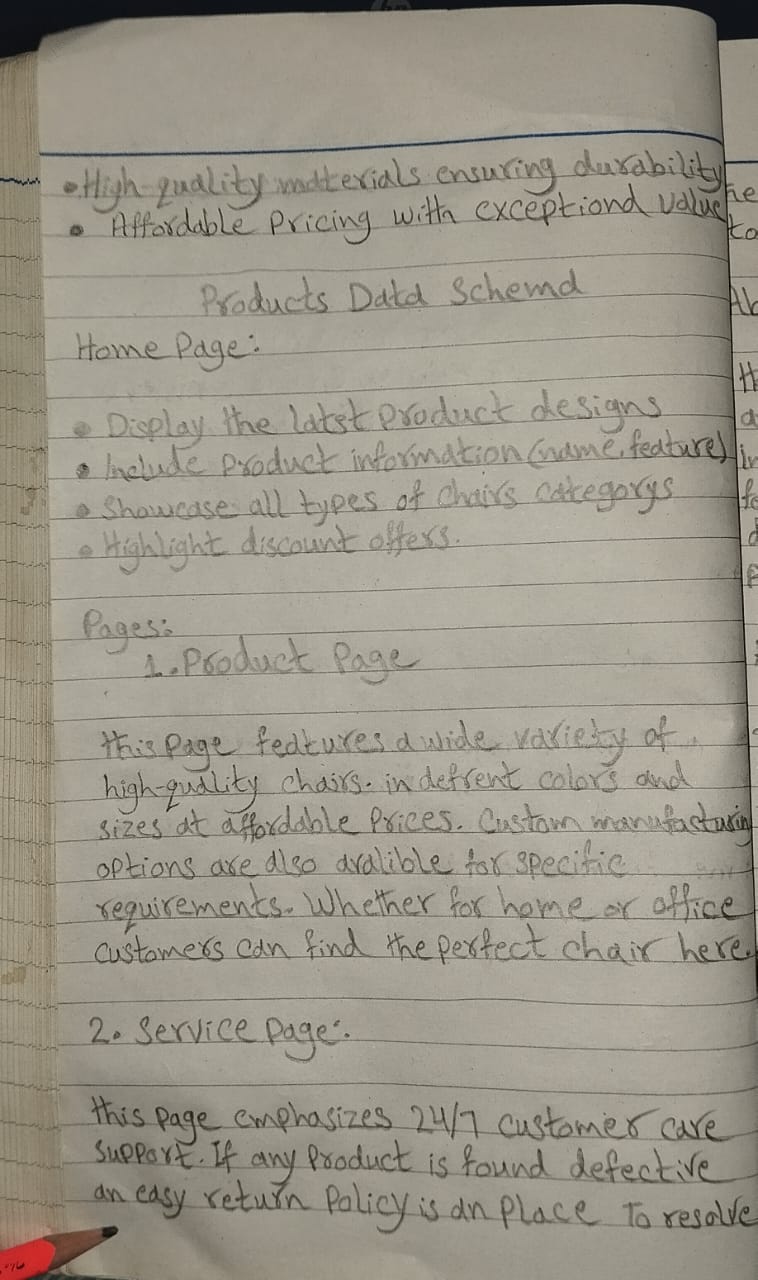 • High-quality materials ensuring durability
• Affordable Pricing with exceptional value
Products Data Schema
Home Page:
• Display the latst product designs
• Include product information (name, feature)
• Showcase all types of chairs categorys
• Highlight discount offers.
Pages:
1. Product Page
this page features a wide variety of
high-quality chairs. in defrent colors and
sizes at affordable Prices. Custom manufacturing
options are also avalible for specific
requirements. Whether for home or office
customers can find the perfect chair here.
2. Service page:
this page emphasizes 24/7 customer care
support. If any product is found defective
an easy return policy is an place To resolve